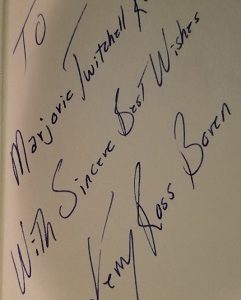 To
Marjorie Twitchell
With Sincere Best Wishes
Kerry Ross Boren